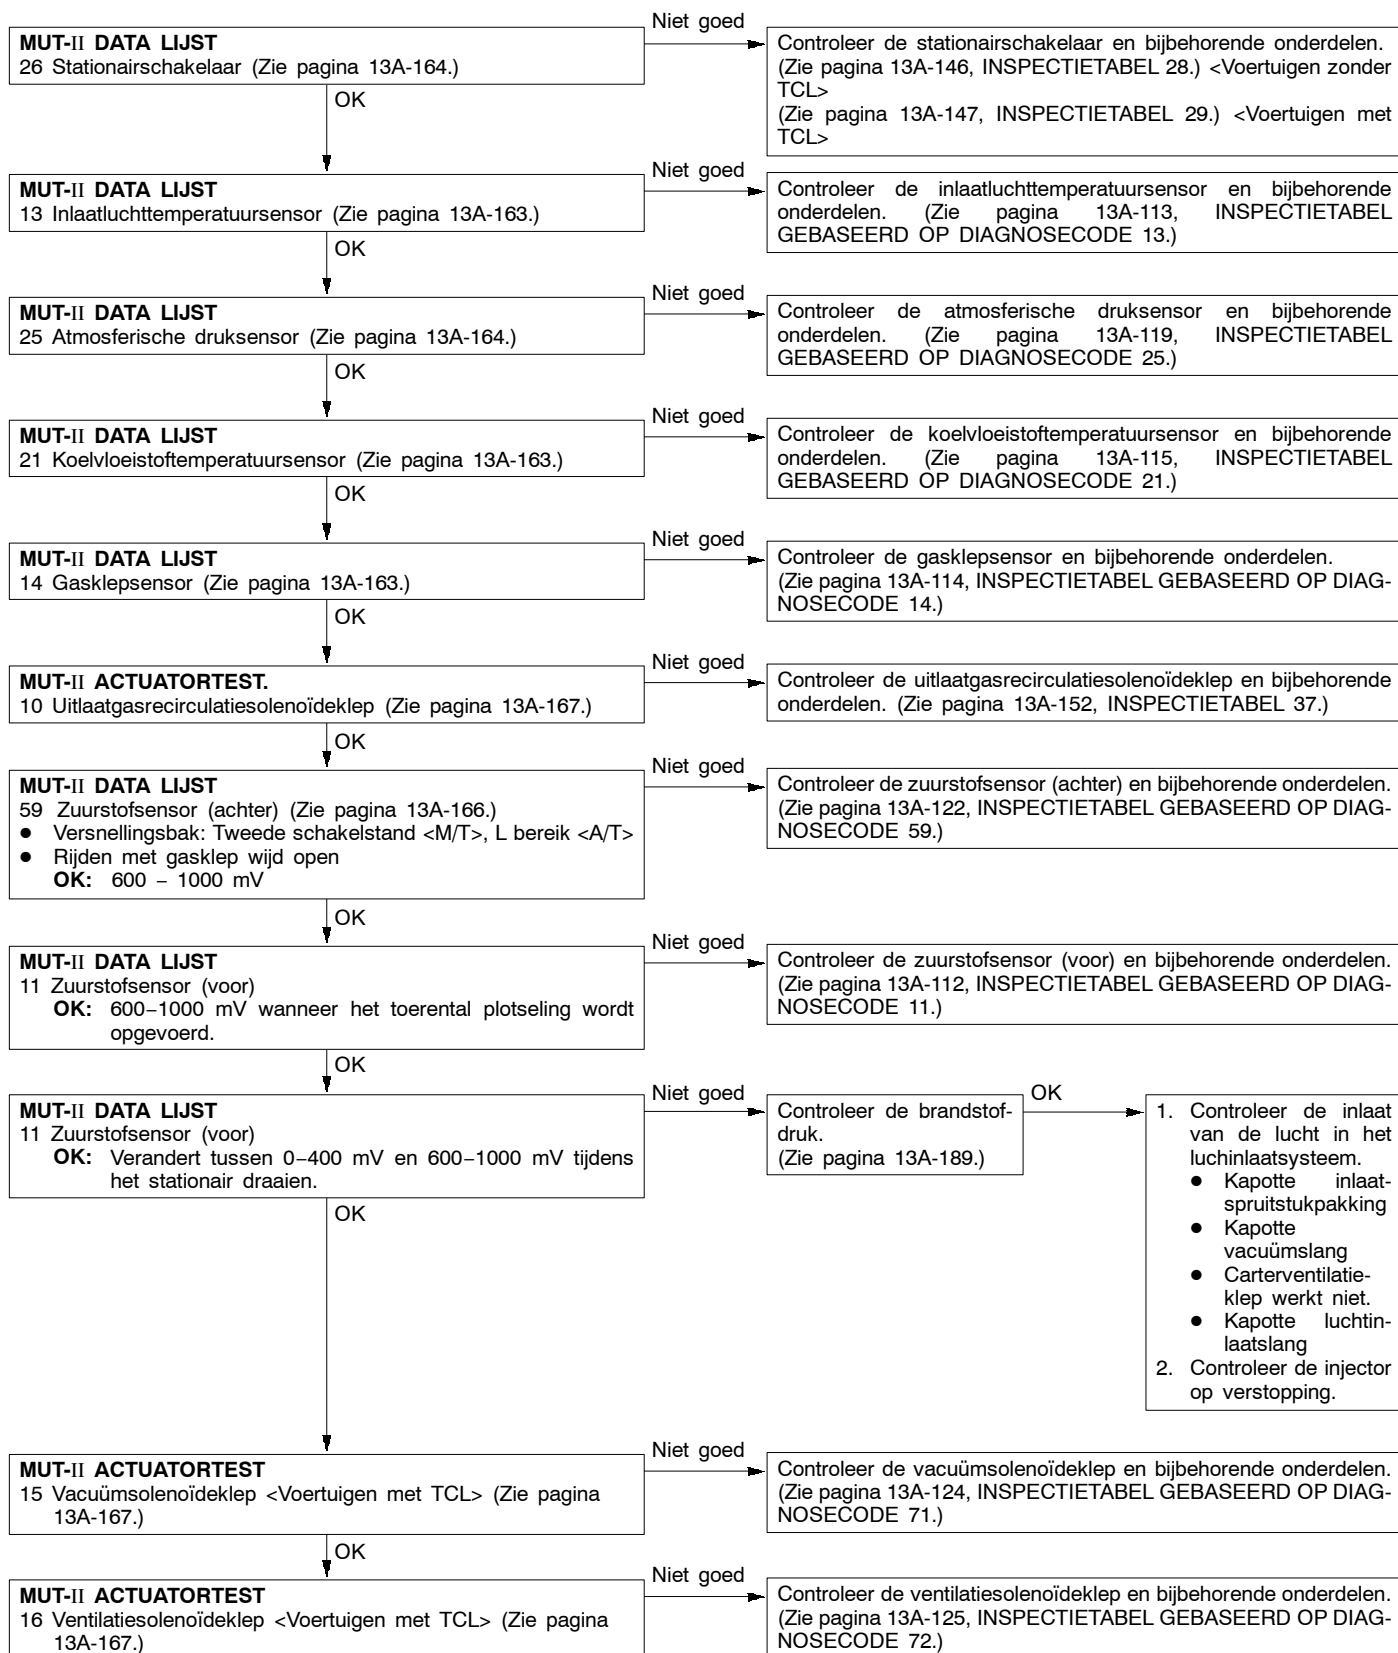 MUT-II DATA LIJST
26 Stationairschakelaar (Zie pagina 13A-164.)
Niet goed
Controleer de stationairschakelaar en bijbehorende onderdelen.
(Zie pagina 13A-146, INSPECTIETABEL 28.) <Voertuigen zonder
TCL>
(Zie pagina 13A-147, INSPECTIETABEL 29.) <Voertuigen met
TCL>
OK
MUT-II DATA LIJST
13 Inlaatluchttemperatuursensor (Zie pagina 13A-163.)
Niet goed
Controleer de inlaatluchttemperatuursensor en bijbehorende
onderdelen. (Zie pagina 13A-113, INSPECTIETABEL
GEBASEERD OP DIAGNOSECODE 13.)
OK
MUT-II DATA LIJST
25 Atmosferische druksensor (Zie pagina 13A-164.)
Niet goed
Controleer de atmosferische druksensor en bijbehorende
onderdelen. (Zie pagina 13A-119, INSPECTIETABEL
GEBASEERD OP DIAGNOSECODE 25.)
OK
MUT-II DATA LIJST
21 Koelvloeistoftemperatuursensor (Zie pagina 13A-163.)
Niet goed
Controleer de koelvloeistoftemperatuursensor en bijbehorende
onderdelen. (Zie pagina 13A-115, INSPECTIETABEL
GEBASEERD OP DIAGNOSECODE 21.)
OK
MUT-II DATA LIJST
14 Gasklepsensor (Zie pagina 13A-163.)
Niet goed
Controleer de gasklepsensor en bijbehorende onderdelen.
(Zie pagina 13A-114, INSPECTIETABEL GEBASEERD OP DIAG-
NOSECODE 14.)
OK
MUT-II ACTUATORTEST.
10 Uitlaatgasrecirculatiesolenoïdeklep (Zie pagina 13A-167.)
Niet goed
Controleer de uitlaatgasrecirculatiesolenoïdeklep en bijbehorende
onderdelen. (Zie pagina 13A-152, INSPECTIETABEL 37.)
OK
MUT-II DATA LIJST
59 Zuurstofsensor (achter) (Zie pagina 13A-166.)
● Versnellingsbak: Tweede schakelstand <M/T>, L bereik <A/T>
● Rijden met gasklep wijd open
OK: 600 – 1000 mV
Niet goed
Controleer de zuurstofsensor (achter) en bijbehorende onderdelen.
(Zie pagina 13A-122, INSPECTIETABEL GEBASEERD OP DIAG-
NOSECODE 59.)
OK
MUT-II DATA LIJST
11 Zuurstofsensor (voor)
OK: 600–1000 mV wanneer het toerental plotseling wordt
opgevoerd.
Niet goed
Controleer de zuurstofsensor (voor) en bijbehorende onderdelen.
(Zie pagina 13A-112, INSPECTIETABEL GEBASEERD OP DIAG-
NOSECODE 11.)
OK
MUT-II DATA LIJST
11 Zuurstofsensor (voor)
OK: Verandert tussen 0–400 mV en 600–1000 mV tijdens
het stationair draaien.
Niet goed
Controleer de brandstof-
druk.
(Zie pagina 13A-189.)
OK
1. Controleer de inlaat
van de lucht in het
luchinlaatsysteem.
● Kapotte inlaat-
spruitstukpakking
● Kapotte
vacuümslang
● Carterventilatie-
klep werkt niet.
● Kapotte luchtin-
laatslang
2. Controleer de injector
op verstopping.
OK
MUT-II ACTUATORTEST
15 Vacuümsolenoïdeklep <Voertuigen met TCL> (Zie pagina
13A-167.)
Niet goed
Controleer de vacuümsolenoïdeklep en bijbehorende onderdelen.
(Zie pagina 13A-124, INSPECTIETABEL GEBASEERD OP DIAG-
NOSECODE 71.)
OK
MUT-II ACTUATORTEST
16 Ventilatiesolenoïdeklep <Voertuigen met TCL> (Zie pagina
13A-167.)
Niet goed
Controleer de ventilatiesolenoïdeklep en bijbehorende onderdelen.
(Zie pagina 13A-125, INSPECTIETABEL GEBASEERD OP DIAG-
NOSECODE 72.)